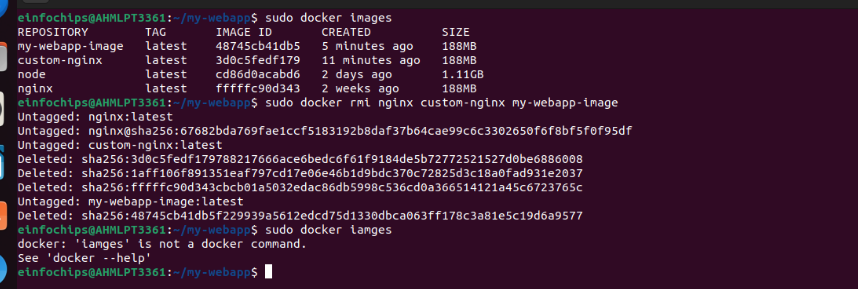 einfochips@AHMLPT3361:~/my-webapp$ sudo docker images
REPOSITORY TAG IMAGE ID CREATED SIZE
my-webapp-image latest 48745cb41db5 5 minutes ago 188MB
custom-nginx latest 3d0c5fedf179 11 minutes ago 188MB
node latest cd86d0acabd6 2 days ago 1.11GB
nginx latest fffffc90d343 2 weeks ago 188MB
einfochips@AHMLPT3361:~/my-webapp$ sudo docker rmi nginx custom-nginx my-webapp-image
Untagged: nginx:latest
Untagged: nginx@sha256:67682bda769fae1ccf5183192b8daf37b64cae99c6c3302650f6f8bf5f0f95df
Untagged: custom-nginx:latest
Deleted: sha256:3d0c5fedf179788217666ace6bedc6f61f9184de5b72772521527d0be6886008
Deleted: sha256:1aff106f891351eaf797cd17e06e46b1d9bdc370c72825d3c18a0fad931e2037
Deleted: sha256:fffffc90d343cbcb01a5032edac86db5998c536cd0a366514121a45c6723765c
Untagged: my-webapp-image:latest
Deleted: sha256:48745cb41db5f229939a5612edcd75d1330dbca063ff178c3a81e5c19d6a9577
einfochips@AHMLPT3361:~/my-webapp$ sudo docker iamges
docker: 'iamges' is not a docker command.
See 'docker --help'
einfochips@AHMLPT3361:~/my-webapp$